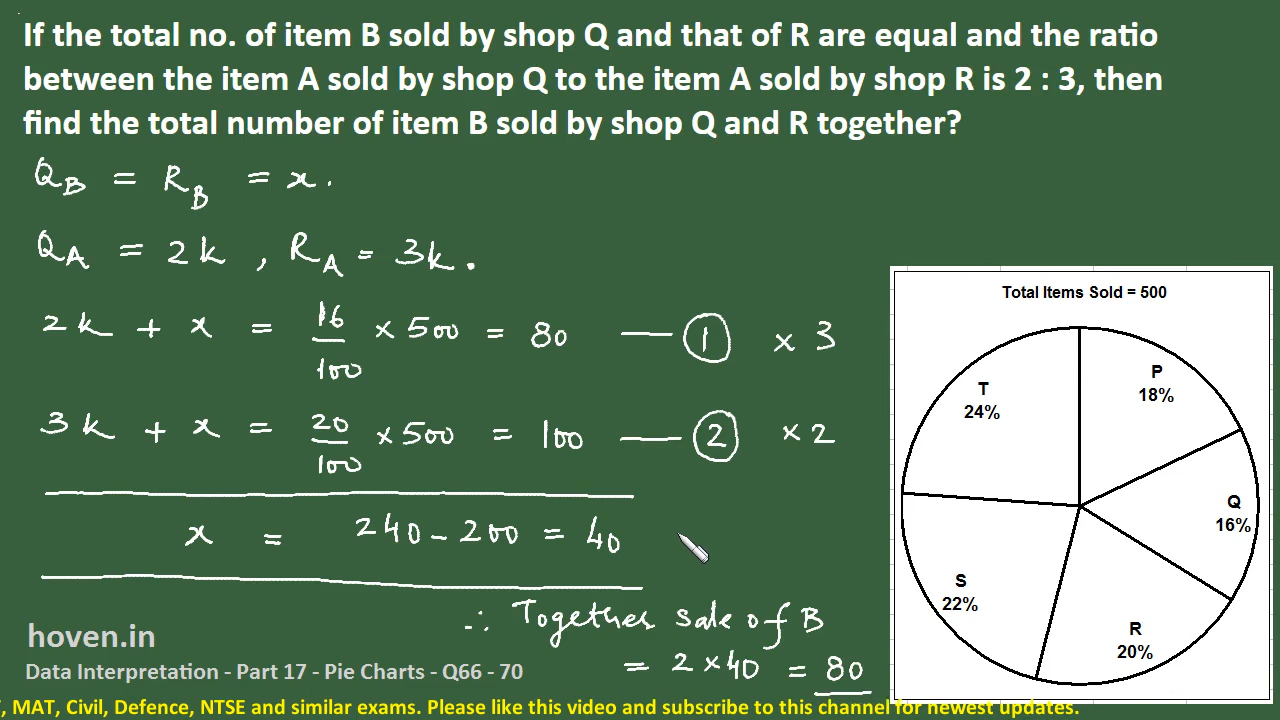 If the total no. of item B sold by shop Q and that of R are equal and the ratio
between the item A sold by shop Q to the item A sold by shop R is 2 : 3, then
find the total number of item B sold by shop Q and R together?
Q_B = R_B = x.
Q_A = 2k , R_A = 3k.
2k + x = 16/100 × 500 = 80 — ① × 3
3k + x = 20/100 × 500 = 100 — ② × 2
x = 240 - 200 = 40
∴ Together sale of B
= 2 × 40 = 80
Total Items Sold = 500
P
18%
Q
16%
R
20%
S
22%
T
24%
hoven.in
Data Interpretation - Part 17 - Pie Charts - Q66 - 70
, MAT, Civil, Defence, NTSE and similar exams. Please like this video and subscribe to this channel for newest updates.